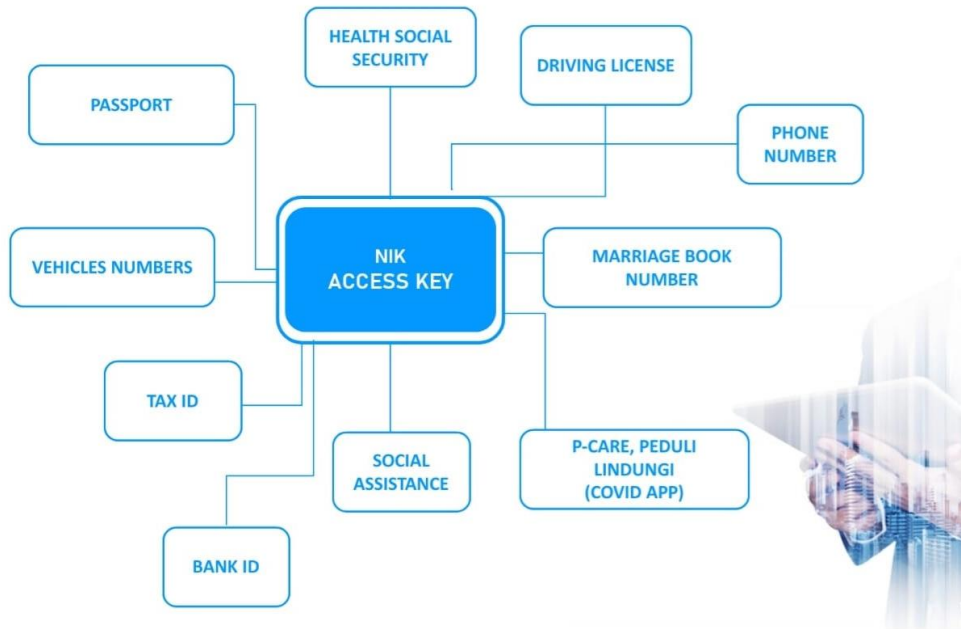 HEALTH SOCIAL
SECURITY
DRIVING LICENSE
PASSPORT
PHONE
NUMBER
VEHICLES NUMBERS
NIK
ACCESS KEY
MARRIAGE BOOK
NUMBER
TAX ID
SOCIAL
ASSISTANCE
P-CARE, PEDULI
LINDUNGI
(COVID APP)
BANK ID